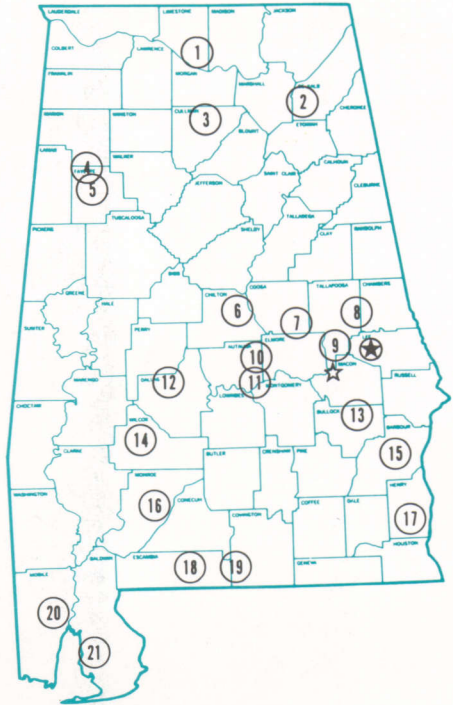 LAUDERDALE
LIMESTONE
MADISON
JACKSON
COLBERT
LAWRENCE
1
FRANKLIN
MORGAN
MARSHALL
2
CULLMAN
3
CHEROKEE
MARION
WINSTON
BLOUNT
ETOWAH
LAMAR
4
WALKER
CALHOUN
5
JEFFERSON
SAINT CLAIR
CLEBURNE
TUSCALOOSA
TALLADEGA
PICKENS
SHELBY
CLAY
RANDOLPH
BIBB
GREENE
HALE
CHILTON
COOSA
TALLAPOOSA
CHAMBERS
6
7
8
SUMTER
PERRY
AUTAUGA
ELMORE
9
LEE
10
MACON
DALLAS
12
11
MONTGOMERY
RUSSELL
MARENGO
LOWNDES
BULLOCK
13
CHOCTAW
WILCOX
14
BARBOUR
15
CLARKE
BUTLER
CRENSHAW
PIKE
MONROE
HENRY
WASHINGTON
16
CONECUH
COVINGTON
COFFEE
DALE
17
HOUSTON
BALDWIN
ESCAMBIA
18
19
GENEVA
MOBILE
20
21